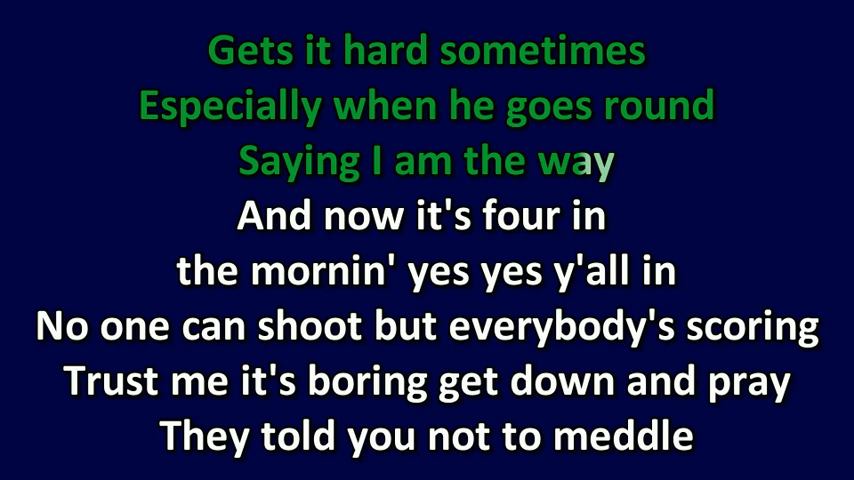 Gets it hard sometimes
Especially when he goes round
Saying I am the way
And now it's four in
the mornin' yes yes y'all in
No one can shoot but everybody's scoring
Trust me it's boring get down and pray
They told you not to meddle